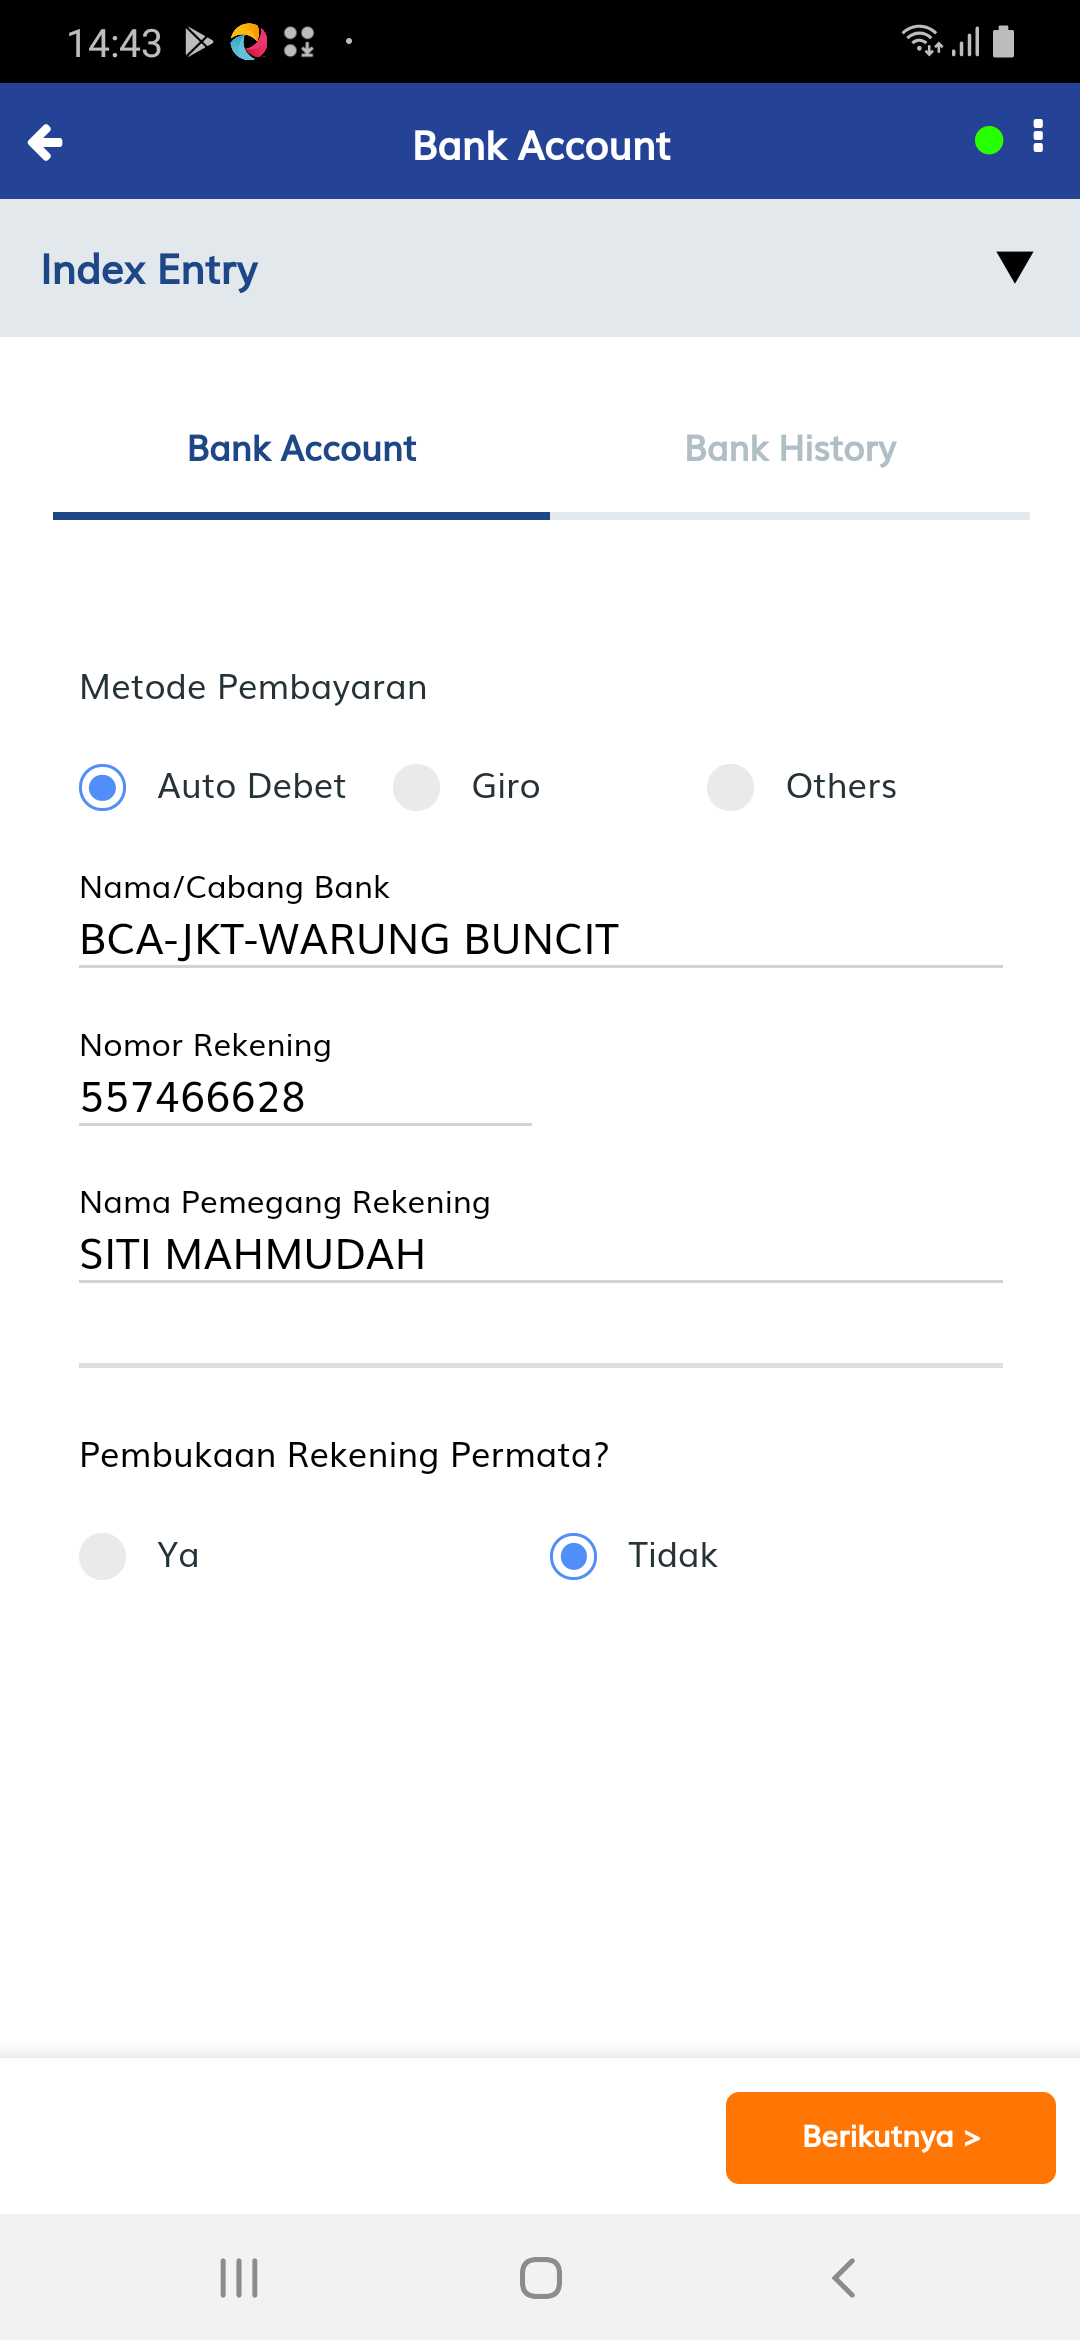 14:43
Bank Account
Index Entry
Bank Account
Bank History
Metode Pembayaran
Auto Debet
Giro
Others
Nama/Cabang Bank
BCA-JKT-WARUNG BUNCIT
Nomor Rekening
557466628
Nama Pemegang Rekening
SITI MAHMUDAH
Pembukaan Rekening Permata?
Ya
Tidak
Berikutnya >